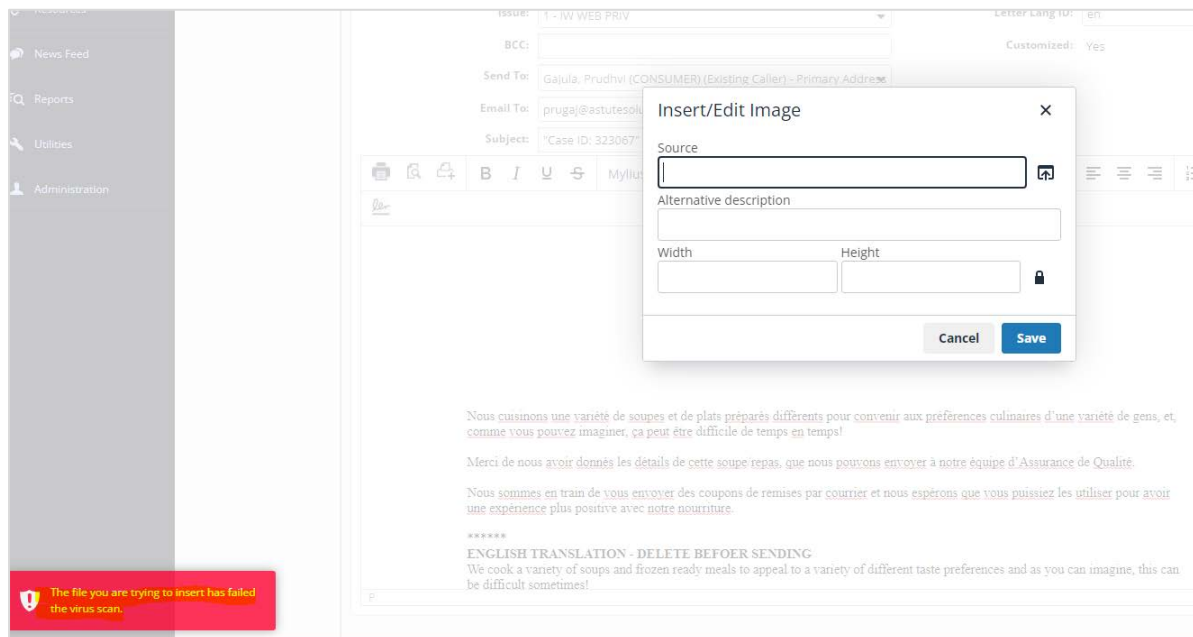 Resources
Issue: 1 - IW WEB PRIV
Letter Lang ID: en
News Feed
BCC:
Customized: Yes
Send To: Gajula, Prudhvi (CONSUMER) (Existing Caller) - Primary Address
Reports
Email To: prugaj@astutesolu
Insert/Edit Image
Utilities
Subject: "Case ID: 323067"
Source
B I U S Myliu
Administration
Alternative description
Width Height
Cancel Save
Nous cuisinons une variété de soupes et de plats préparés différents pour convenir aux préférences culinaires d'une variété de gens, et,
comme vous pouvez imaginer, ça peut être difficile de temps en temps!
Merci de nous avoir donnés les détails de cette soupe repas, que nous pouvons envoyer à notre équipe d'Assurance de Qualité.
Nous sommes en train de vous envoyer des coupons de remises par courrier et nous espérons que vous puissiez les utiliser pour avoir
une expérience plus positive avec notre nourriture.
******
ENGLISH TRANSLATION - DELETE BEFOER SENDING
We cook a variety of soups and frozen ready meals to appeal to a variety of different taste preferences and as you can imagine, this can
be difficult sometimes!
P
The file you are trying to insert has failed
the virus scan.